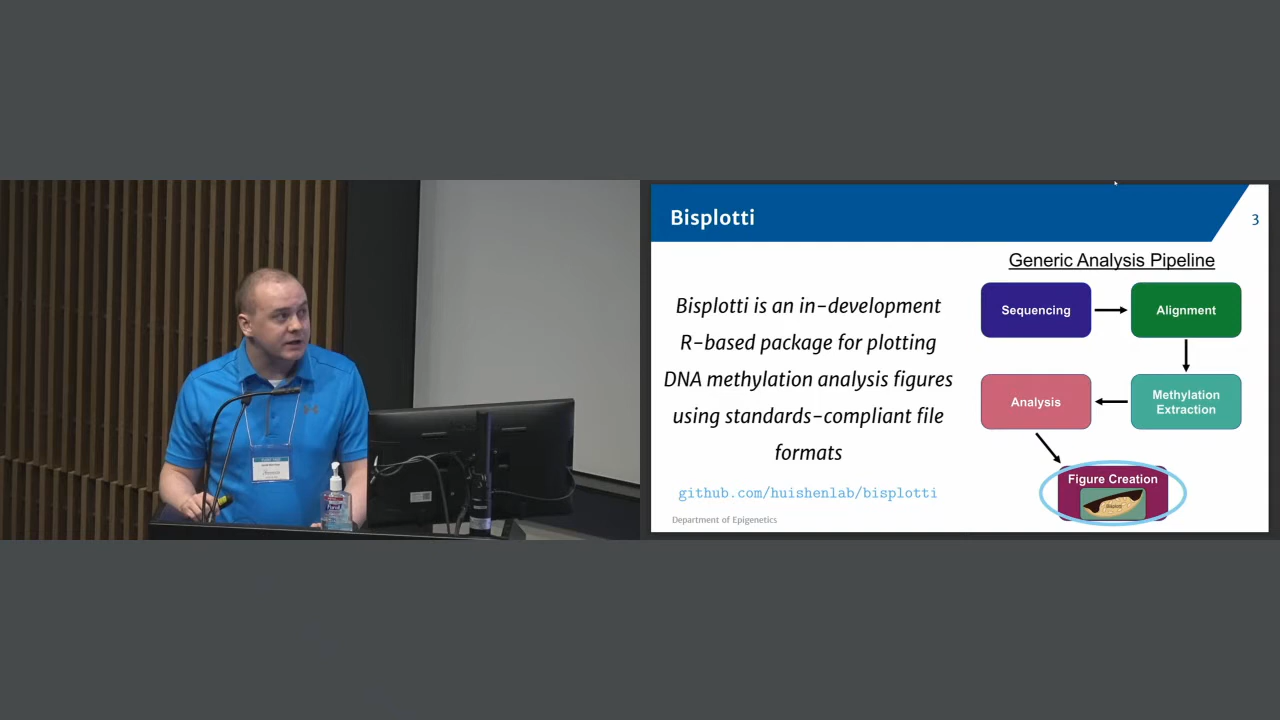 Bisplotti
3
Generic Analysis Pipeline
Bisplotti is an in-development
R-based package for plotting
DNA methylation analysis figures
using standards-compliant file
formats
github.com/huishenlab/bisplotti
Department of Epigenetics
Sequencing
Alignment
Methylation
Extraction
Analysis
Figure Creation